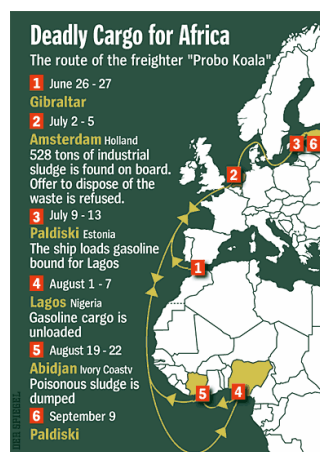 Deadly Cargo for Africa
The route of the freighter "Probo Koala"
1 June 26 - 27
Gibraltar
2 July 2 - 5
Amsterdam Holland
528 tons of industrial
sludge is found on board.
Offer to dispose of the
waste is refused.
3 July 9 - 13
Paldiski Estonia
The ship loads gasoline
bound for Lagos
4 August 1 - 7
Lagos Nigeria
Gasoline cargo is
unloaded
5 August 19 - 22
Abidjan Ivory Coastv
Poisonous sludge is
dumped
6 September 9
Paldiski
DER SPIEGEL
3 6
2
1
5
4